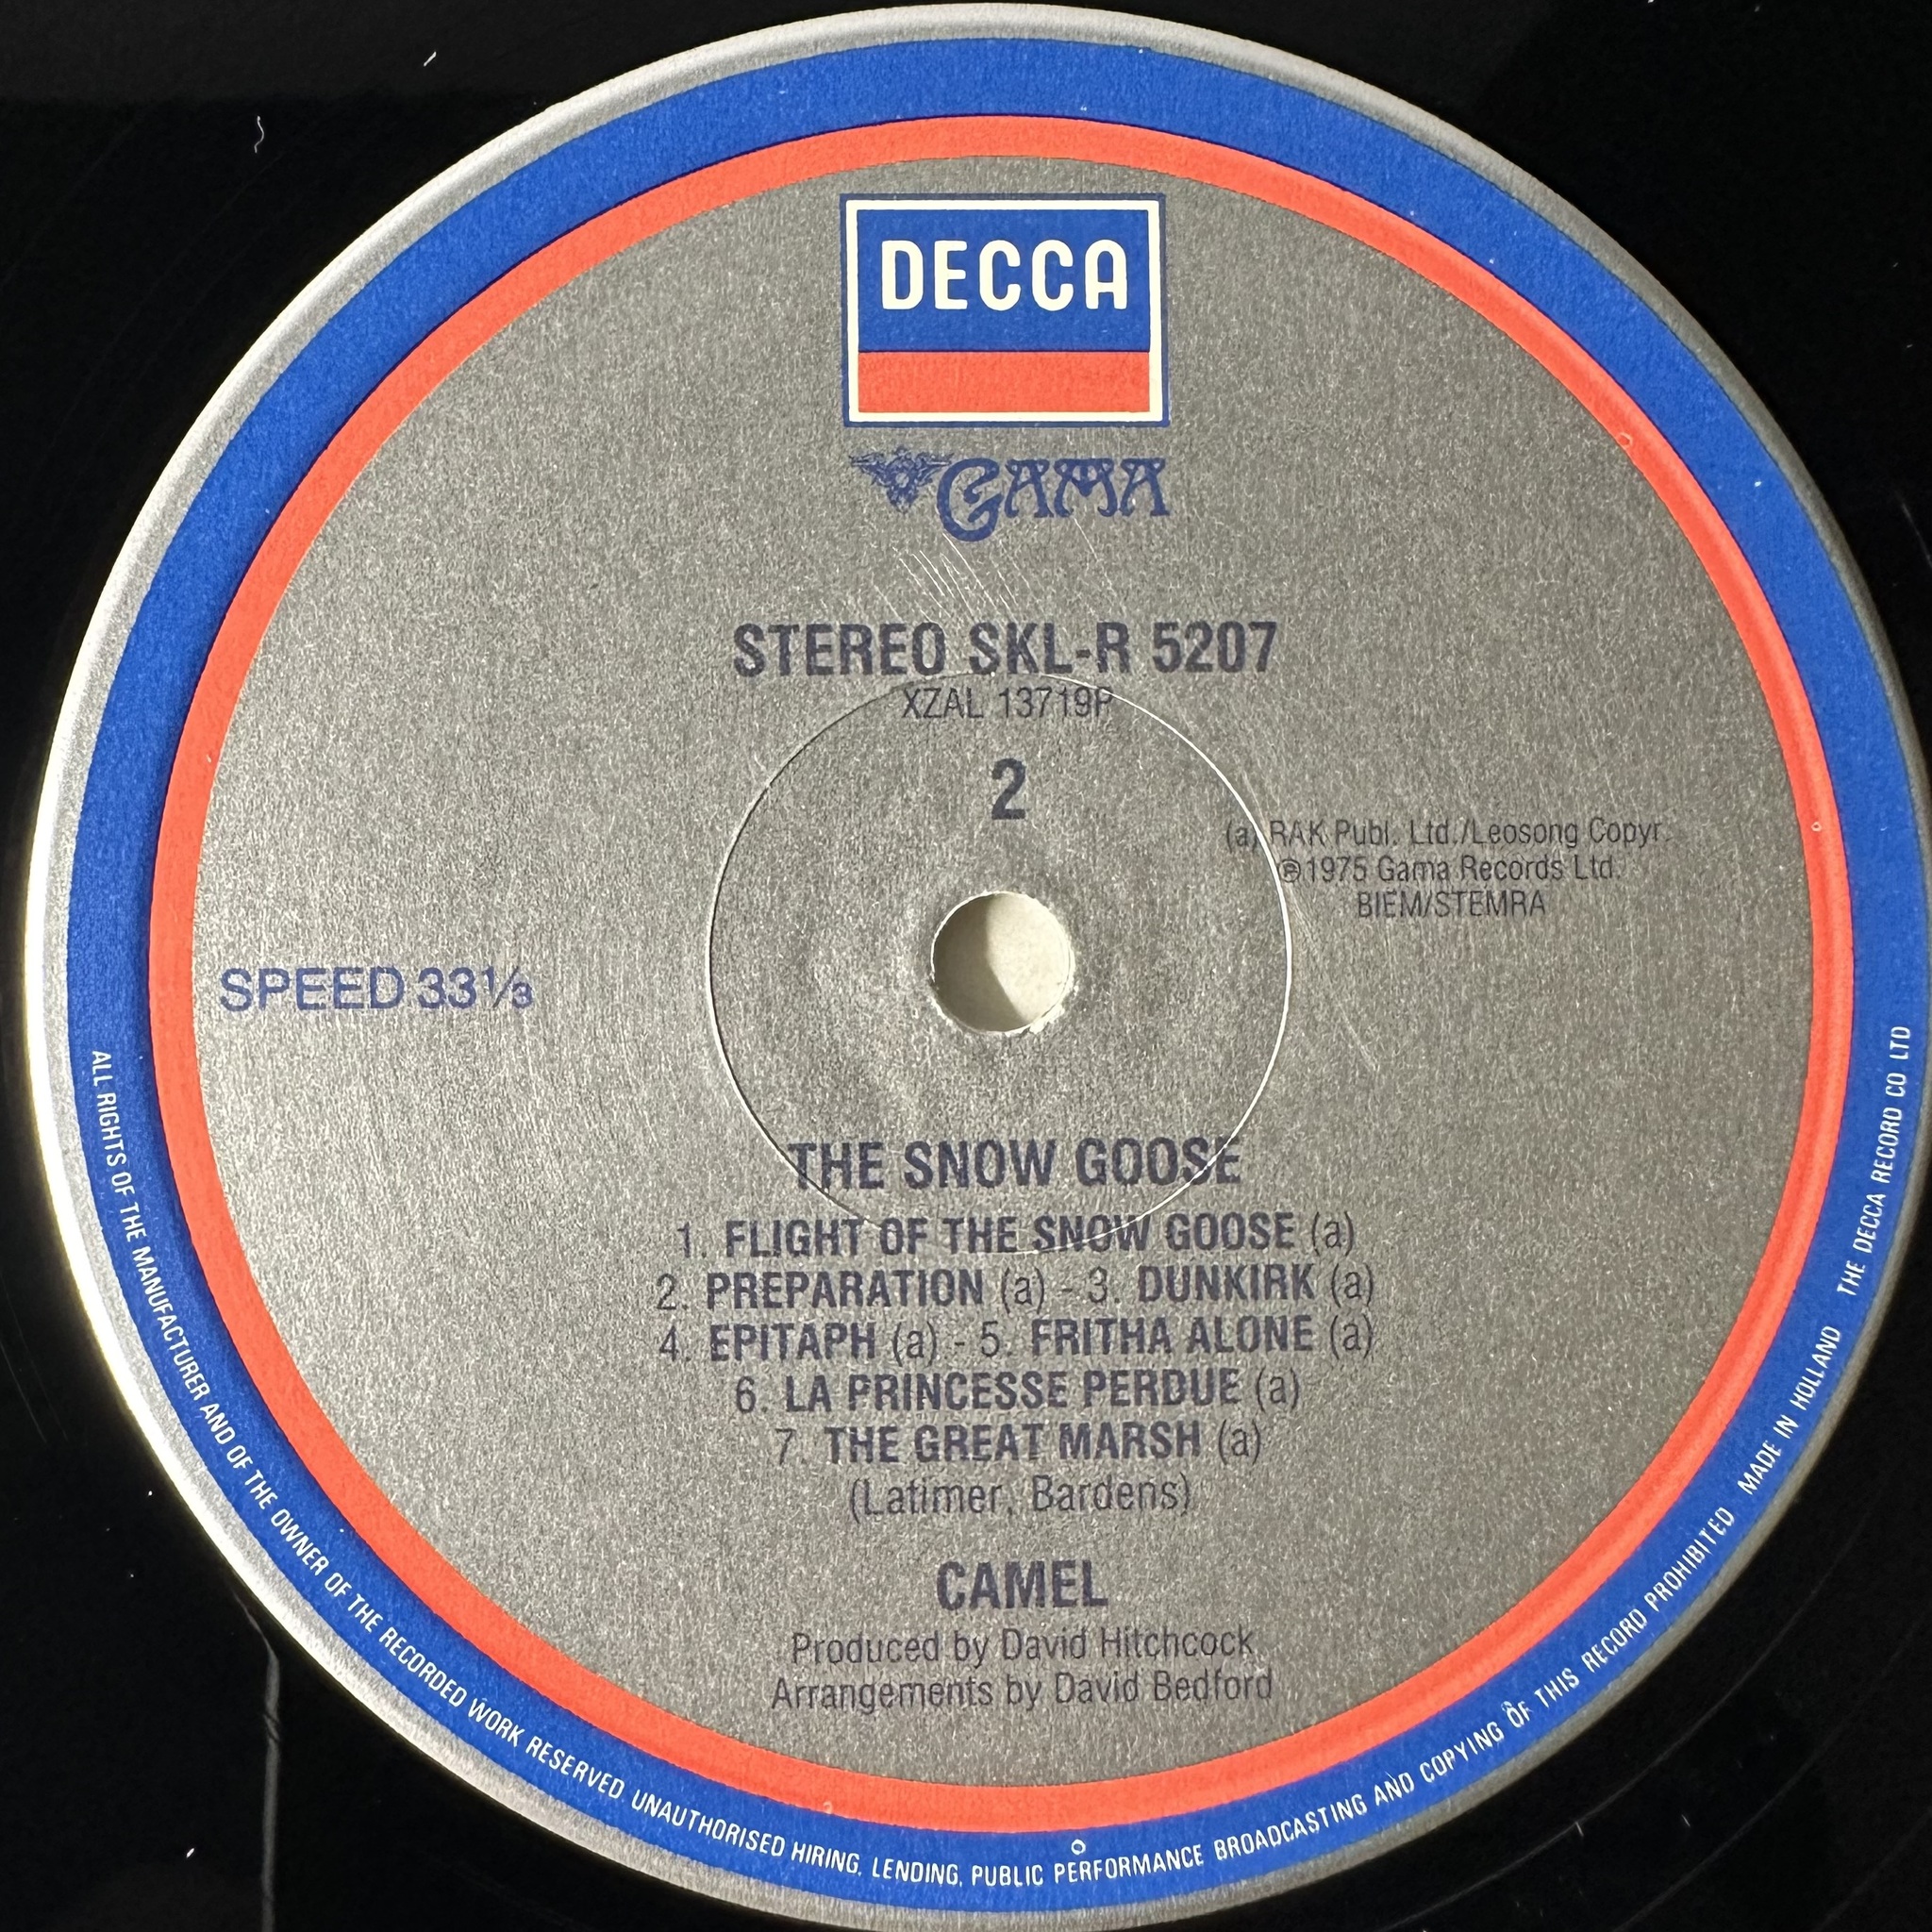 DECCA
GAMA
STEREO SKL-R 5207
XZAL 13719P
2
(a) RAK Publ. Ltd./Leosong Copyr.
℗1975 Gama Records Ltd.
BIEM/STEMRA
SPEED 33⅓
THE SNOW GOOSE
1. FLIGHT OF THE SNOW GOOSE (a)
2. PREPARATION (a) - 3. DUNKIRK (a)
4. EPITAPH (a) - 5. FRITHA ALONE (a)
6. LA PRINCESSE PERDUE (a)
7. THE GREAT MARSH (a)
(Latimer, Bardens)
CAMEL
Produced by David Hitchcock
Arrangements by David Bedford
ALL RIGHTS OF THE MANUFACTURER AND OF THE OWNER OF THE RECORDED WORK RESERVED UNAUTHORISED HIRING, LENDING, PUBLIC PERFORMANCE BROADCASTING AND COPYING OF THIS RECORD PROHIBITED MADE IN HOLLAND THE DECCA RECORD CO LTD